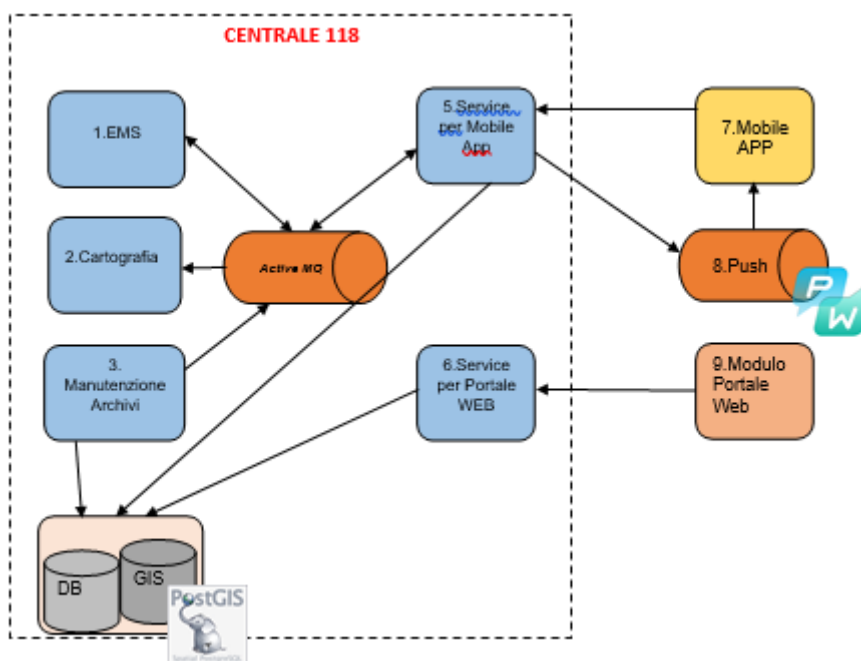 CENTRALE 118
1.EMS
5.Service
per Mobile
App
7.Mobile
APP
2.Cartografia
Active MQ
8.Push
P
W
3.
Manutenzione
Archivi
6.Service
per Portale
WEB
9.Modulo
Portale
Web
DB
GIS
PostGIS